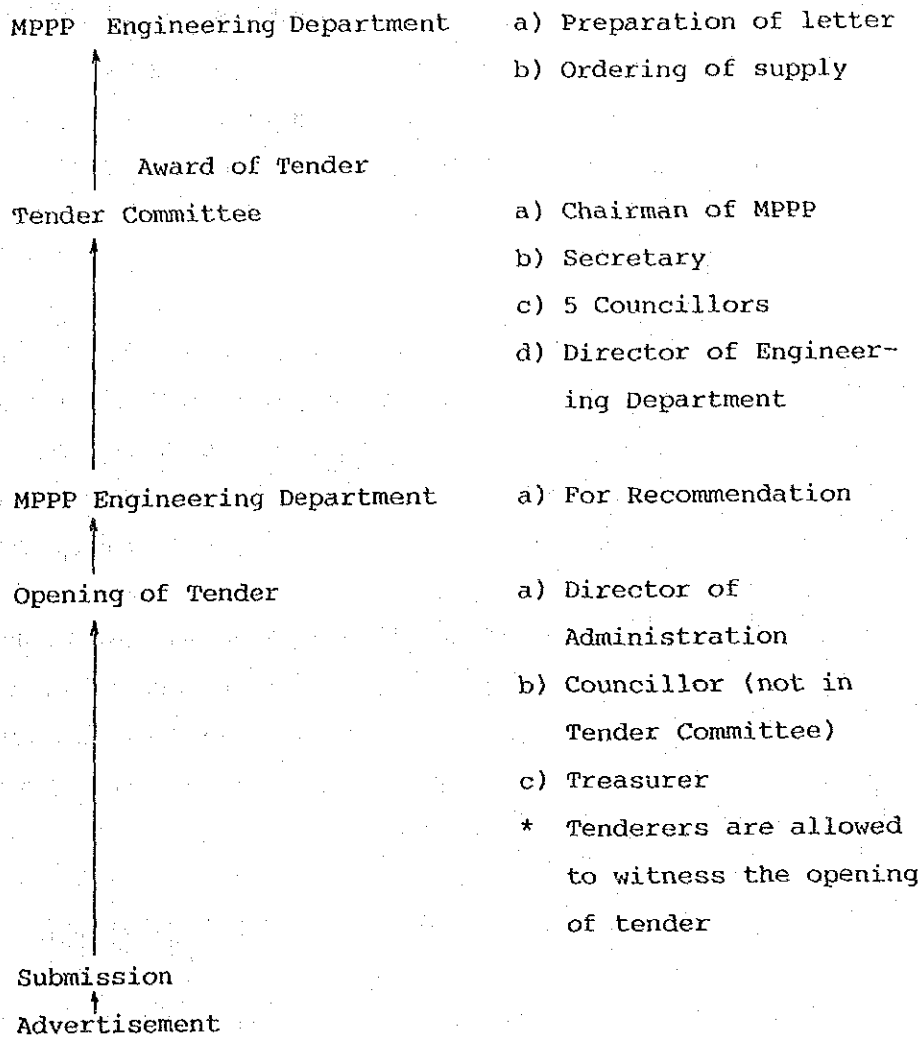 MPPP Engineering Department a) Preparation of letter
b) Ordering of supply
Award of Tender
Tender Committee a) Chairman of MPPP
b) Secretary
c) 5 Councillors
d) Director of Engineer-
ing Department
MPPP Engineering Department a) For Recommendation
Opening of Tender a) Director of
Administration
b) Councillor (not in
Tender Committee)
c) Treasurer
* Tenderers are allowed
to witness the opening
of tender
Submission
Advertisement